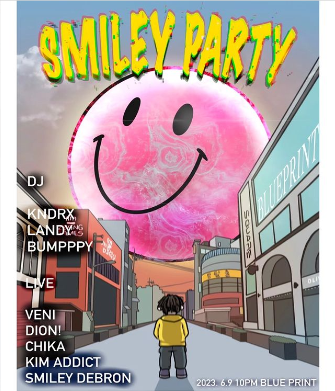 SMILEY PARTY
BLUEPRINT
DJ
KNDRX
LANDY
BUMPPPY
LIVE
VENI
DION!
CHIKA
KIM ADDICT
SMILEY DEBRON
2023. 6.9 10PM BLUE PRINT